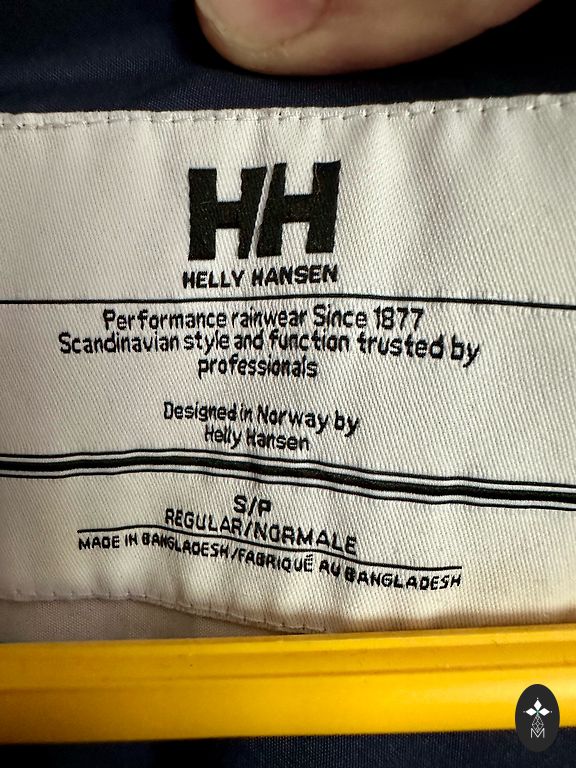 HH
HELLY HANSEN
Performance rainwear Since 1877
Scandinavian style and function trusted by
professionals
Designed in Norway by
Helly Hansen
S/P
REGULAR/NORMALE
MADE IN BANGLADESH/FABRIQUÉ AU BANGLADESH
M